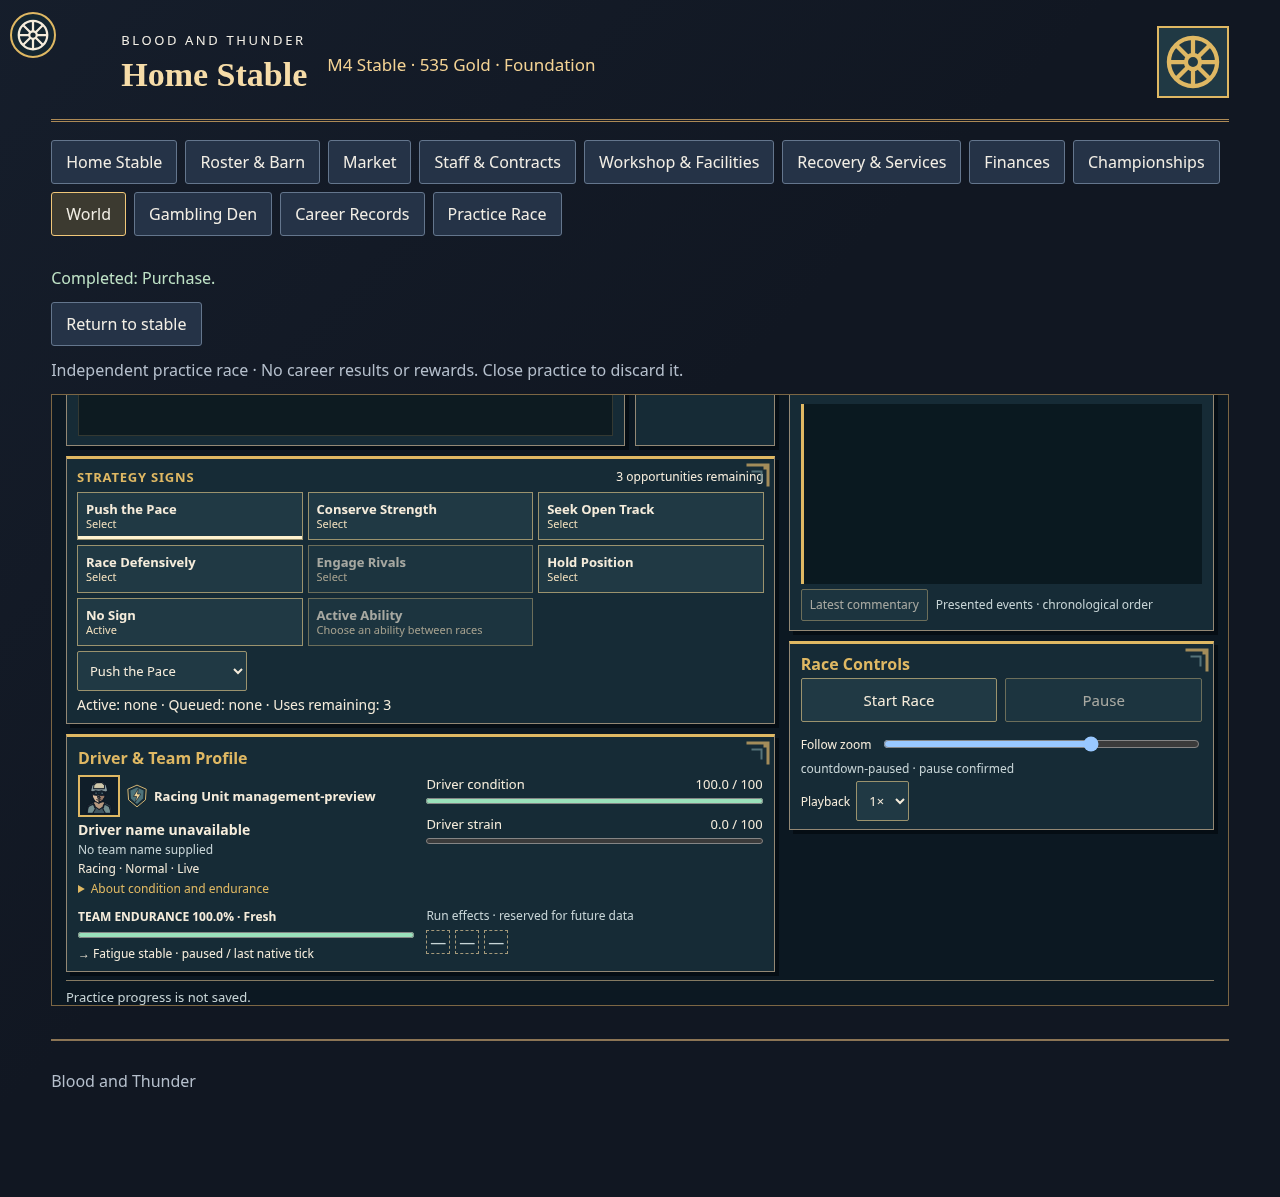 BLOOD AND THUNDER
Home Stable
M4 Stable · 535 Gold · Foundation
Home Stable
Roster & Barn
Market
Staff & Contracts
Workshop & Facilities
Recovery & Services
Finances
Championships
World
Gambling Den
Career Records
Practice Race
Completed: Purchase.
Return to stable
Independent practice race · No career results or rewards. Close practice to discard it.
STRATEGY SIGNS
3 opportunities remaining
Push the Pace
Select
Conserve Strength
Select
Seek Open Track
Select
Race Defensively
Select
Engage Rivals
Select
Hold Position
Select
No Sign
Active
Active Ability
Choose an ability between races
Push the Pace
Active: none · Queued: none · Uses remaining: 3
Driver & Team Profile
Racing Unit management-preview
Driver name unavailable
No team name supplied
Racing · Normal · Live
▶ About condition and endurance
Driver condition
100.0 / 100
Driver strain
0.0 / 100
TEAM ENDURANCE 100.0% · Fresh
→ Fatigue stable · paused / last native tick
Run effects · reserved for future data
— — —
Latest commentary
Presented events · chronological order
Race Controls
Start Race
Pause
Follow zoom
countdown-paused · pause confirmed
Playback
1×
Practice progress is not saved.
Blood and Thunder